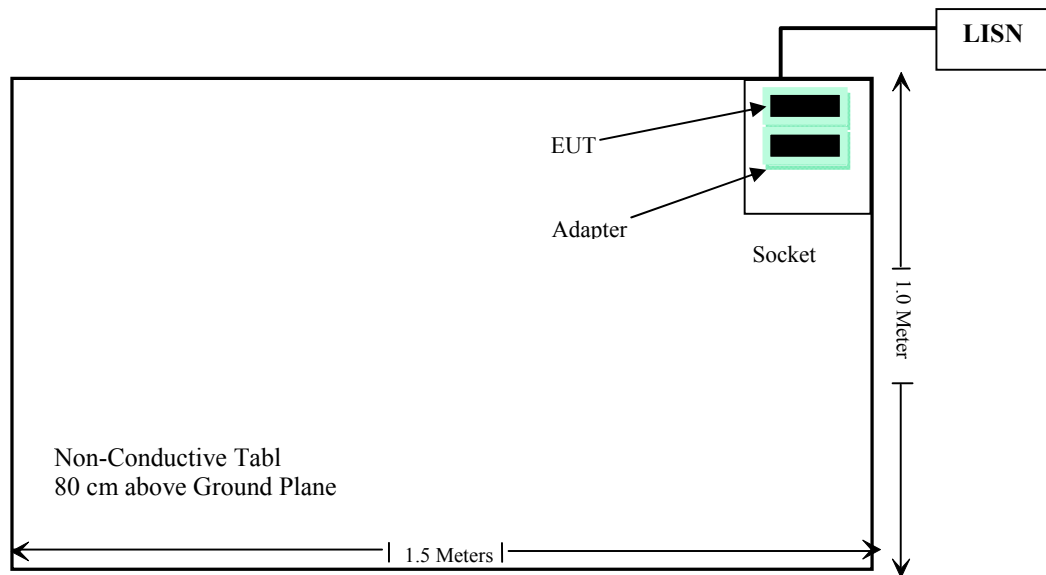 LISN
EUT
Adapter
Socket
1.0 Meter
Non-Conductive Tabl
80 cm above Ground Plane
1.5 Meters